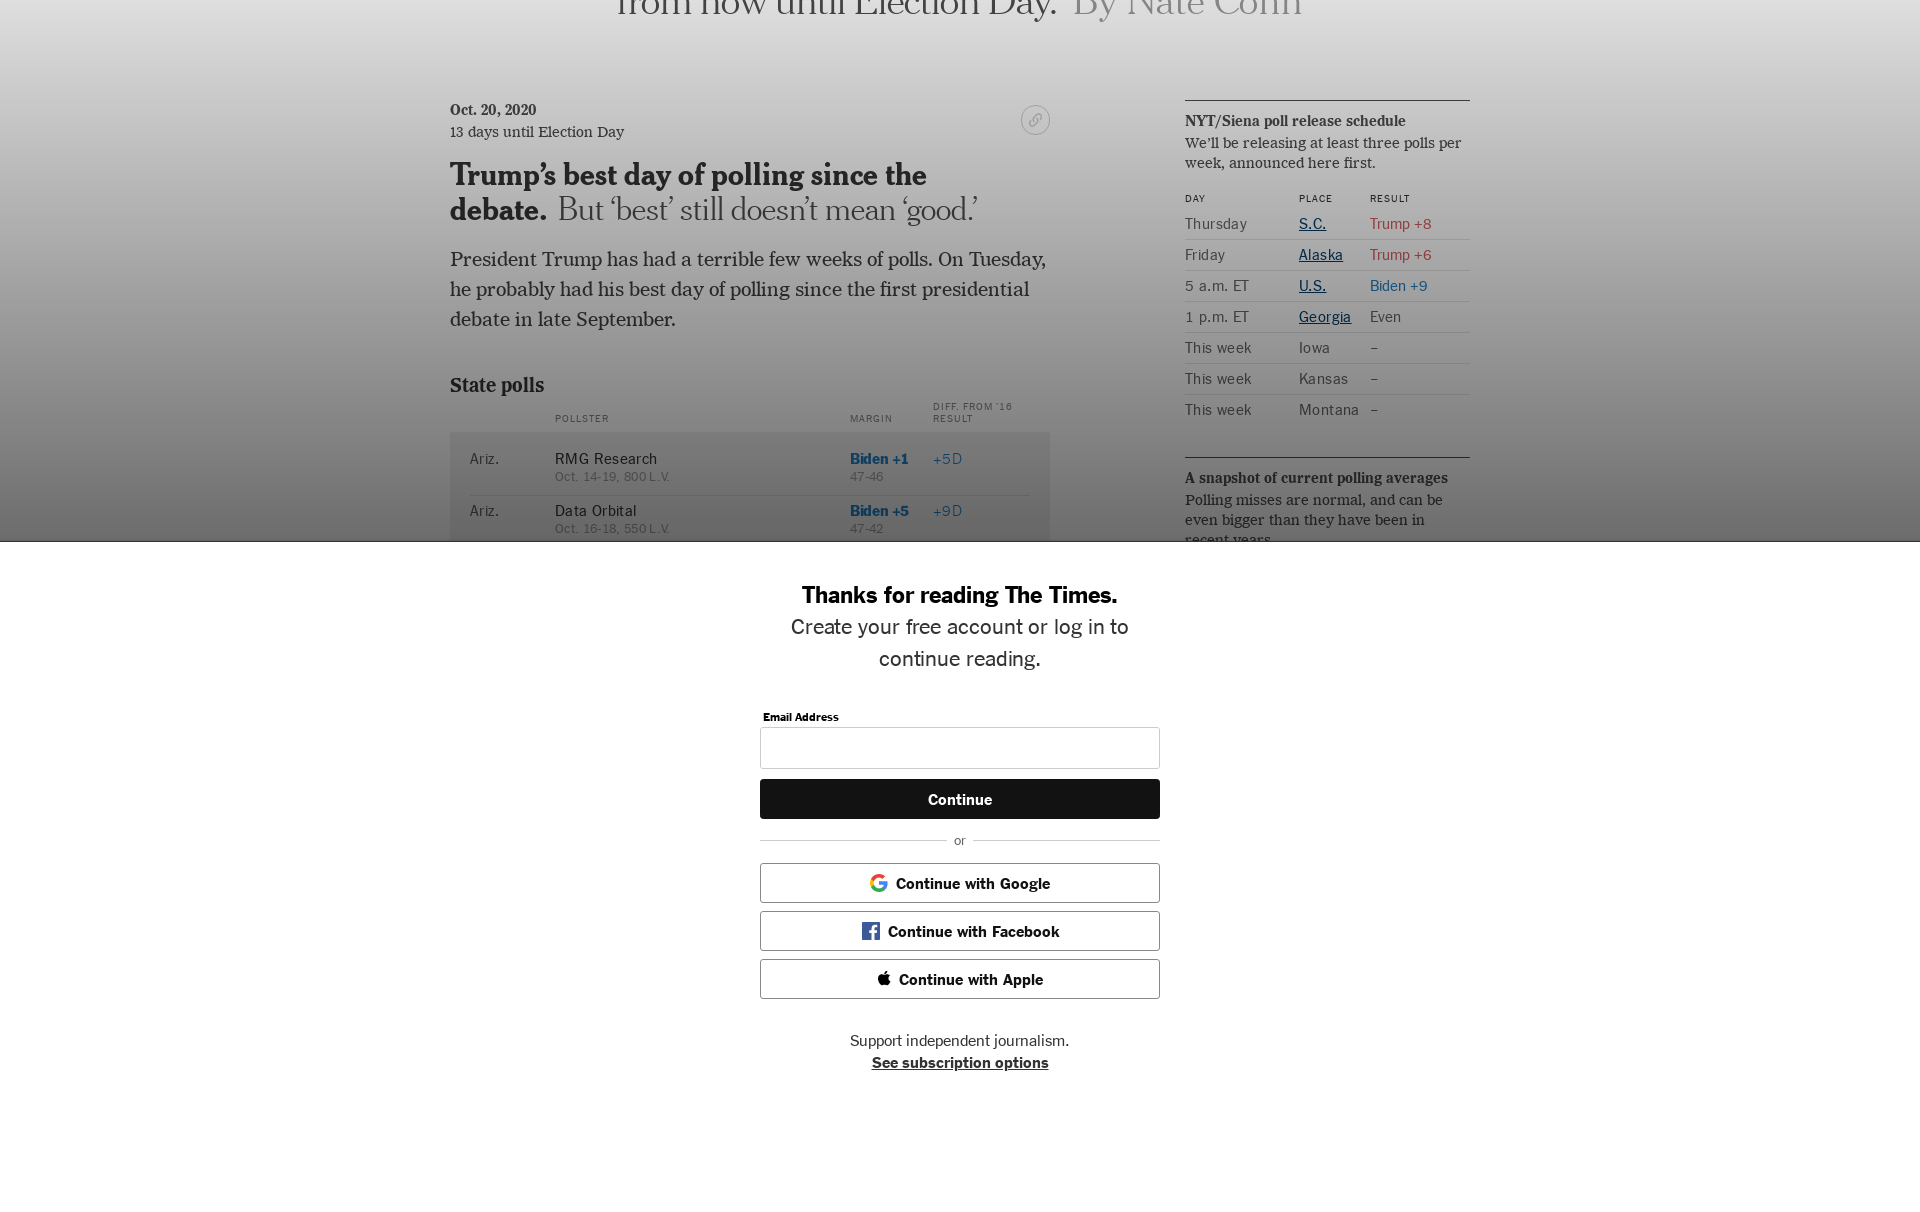 from now until Election Day. By Nate Cohn
Oct. 20, 2020
13 days until Election Day
Trump’s best day of polling since the
debate. But ‘best’ still doesn’t mean ‘good.’
President Trump has had a terrible few weeks of polls. On Tuesday,
he probably had his best day of polling since the first presidential
debate in late September.
State polls
POLLSTER MARGIN DIFF. FROM ’16
RESULT
Ariz. RMG Research Biden +1 +5D
Oct. 14-19, 800 L.V. 47-46
Ariz. Data Orbital Biden +5 +9D
Oct. 16-18, 550 L.V. 47-42
NYT/Siena poll release schedule
We’ll be releasing at least three polls per
week, announced here first.
DAY PLACE RESULT
Thursday S.C. Trump +8
Friday Alaska Trump +6
5 a.m. ET U.S. Biden +9
1 p.m. ET Georgia Even
This week Iowa –
This week Kansas –
This week Montana –
A snapshot of current polling averages
Polling misses are normal, and can be
even bigger than they have been in
recent years.
Thanks for reading The Times.
Create your free account or log in to
continue reading.
Email Address
Continue
or
Continue with Google
Continue with Facebook
Continue with Apple
Support independent journalism.
See subscription options